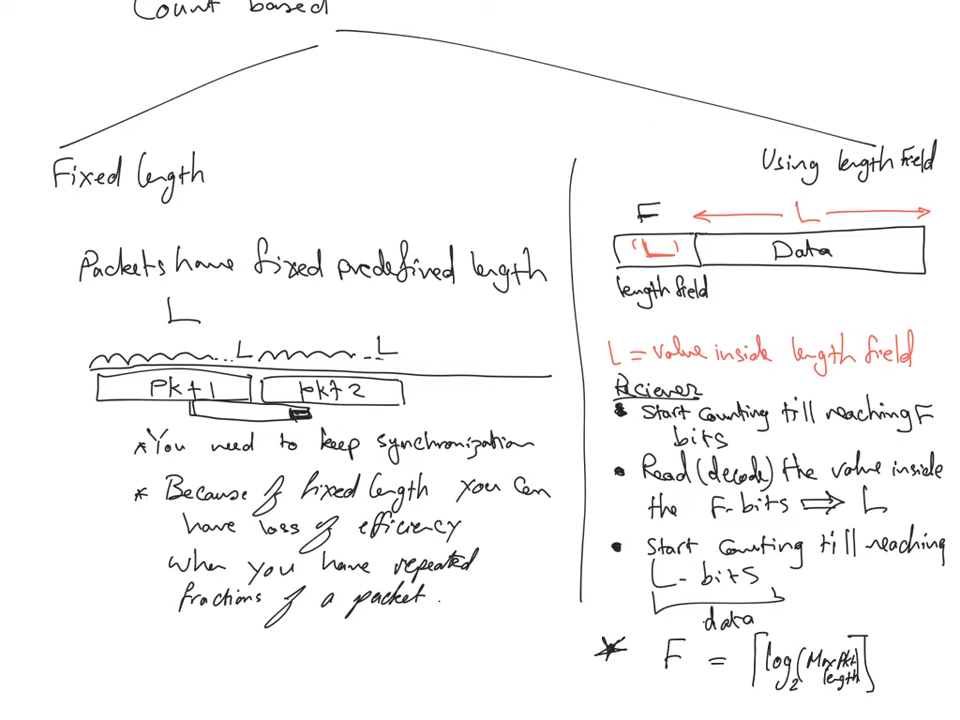 Count based
Fixed length
Packets have fixed predefined length
L
L L
Pkt 1 pkt 2
* You need to keep synchronization
* Because of fixed length you can
have loss of efficiency
when you have repeated
fractions of a packet.
Using length field
F L
(L) Data
length field
L = value inside length field
Reciever
• Start counting till reaching F
bits
• Read (decode) the value inside
the F-bits ⇒ L
• Start counting till reaching
L-bits
data
* F = ⌈log₂(Max Pkt
length⌉